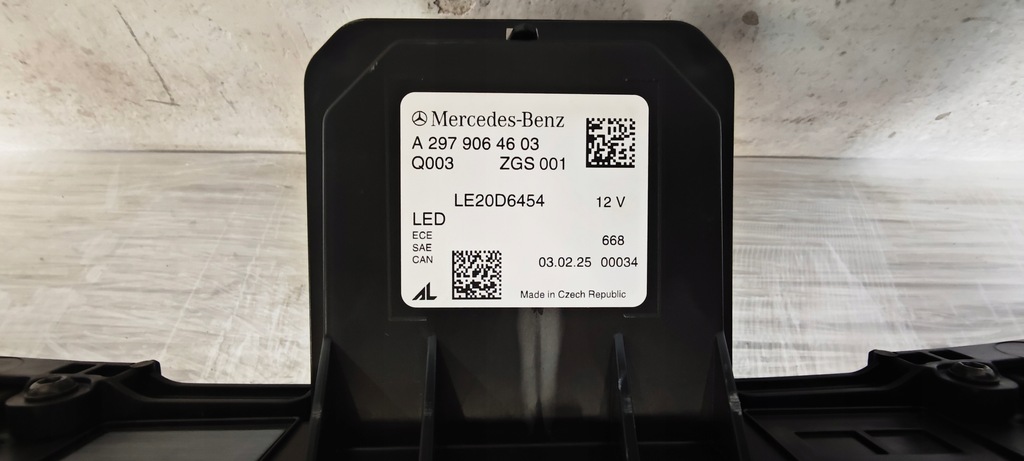 Mercedes-Benz
A 297 906 46 03
Q003 ZGS 001
LE20D6454 12 V
LED
ECE
SAE 668
CAN 03.02.25 00034
AL Made in Czech Republic